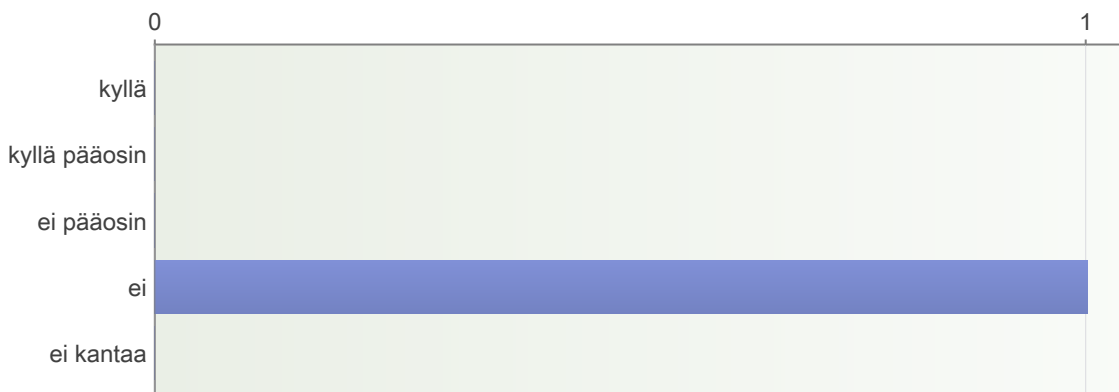 0 1
kyllä
kyllä pääosin
ei pääosin
ei
ei kantaa